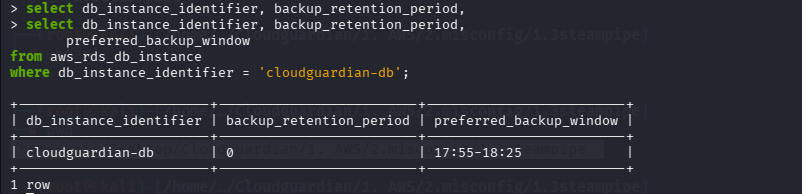 > select db_instance_identifier, backup_retention_period,
> select db_instance_identifier, backup_retention_period,
       preferred_backup_window
from aws_rds_db_instance
where db_instance_identifier = 'cloudguardian-db';
+------------------------+-------------------------+-------------------------+
| db_instance_identifier | backup_retention_period | preferred_backup_window |
+------------------------+-------------------------+-------------------------+
| cloudguardian-db       | 0                       | 17:55-18:25             |
+------------------------+-------------------------+-------------------------+
1 row